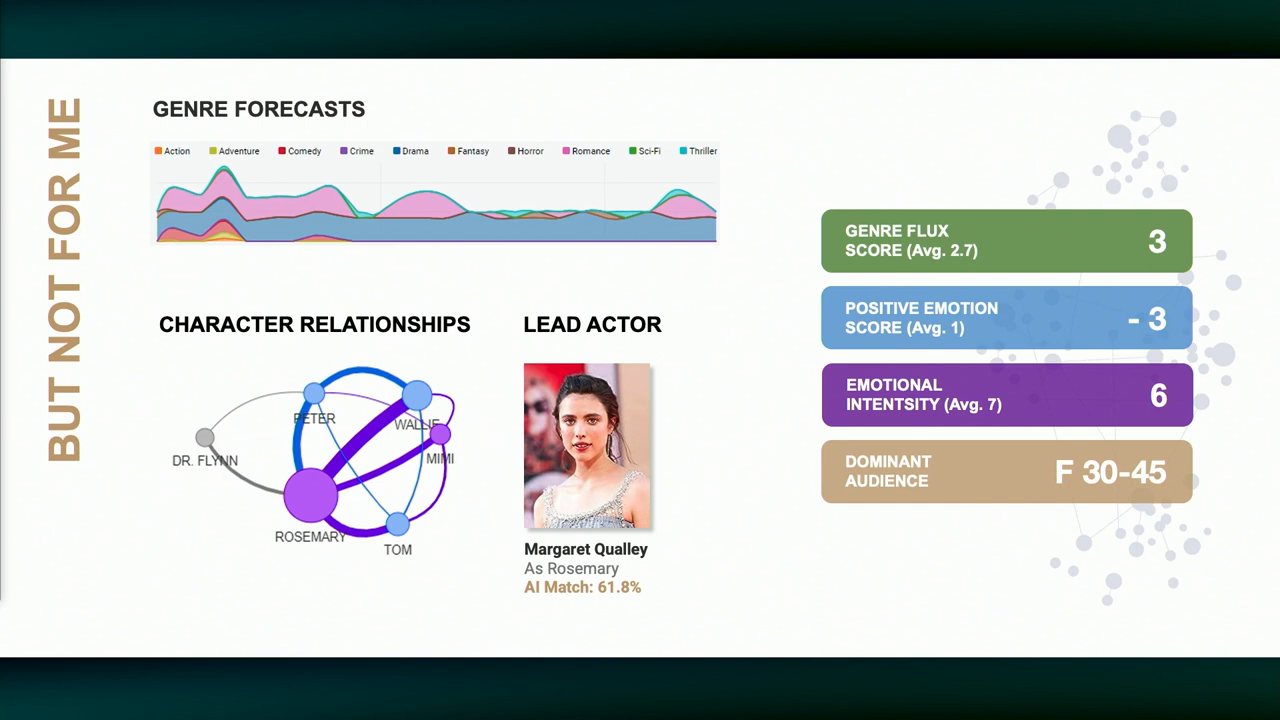 BUT NOT FOR ME
GENRE FORECASTS
Action Adventure Comedy Crime Drama Fantasy Horror Romance Sci-Fi Thriller
CHARACTER RELATIONSHIPS
PETER
WALLIE
DR. FLYNN
MIMI
ROSEMARY
TOM
LEAD ACTOR
Margaret Qualley
As Rosemary
AI Match: 61.8%
GENRE FLUX
SCORE (Avg. 2.7)
3
POSITIVE EMOTION
SCORE (Avg. 1)
- 3
EMOTIONAL
INTENTSITY (Avg. 7)
6
DOMINANT
AUDIENCE
F 30-45